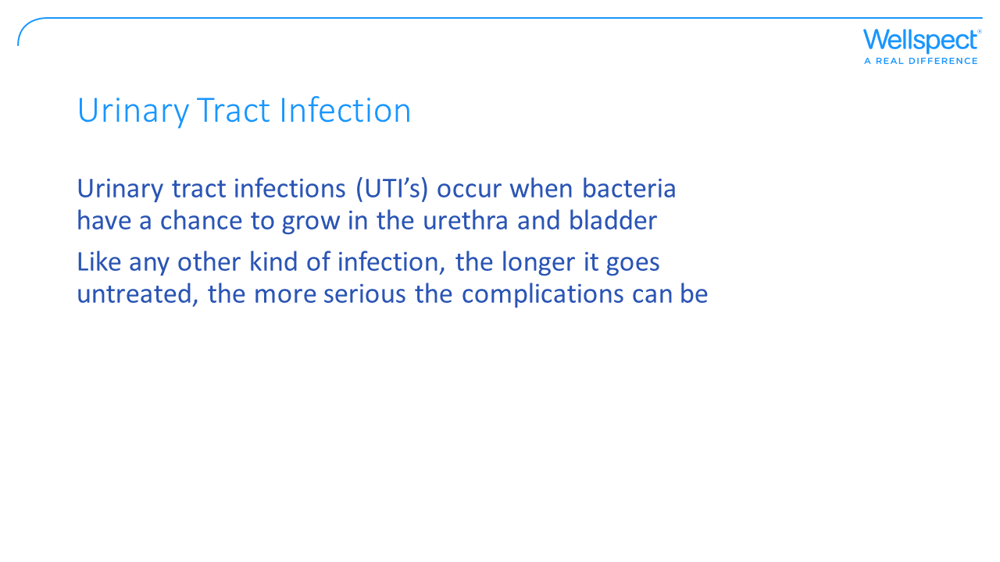 Wellspect®
A REAL DIFFERENCE
Urinary Tract Infection
Urinary tract infections (UTI’s) occur when bacteria
have a chance to grow in the urethra and bladder
Like any other kind of infection, the longer it goes
untreated, the more serious the complications can be